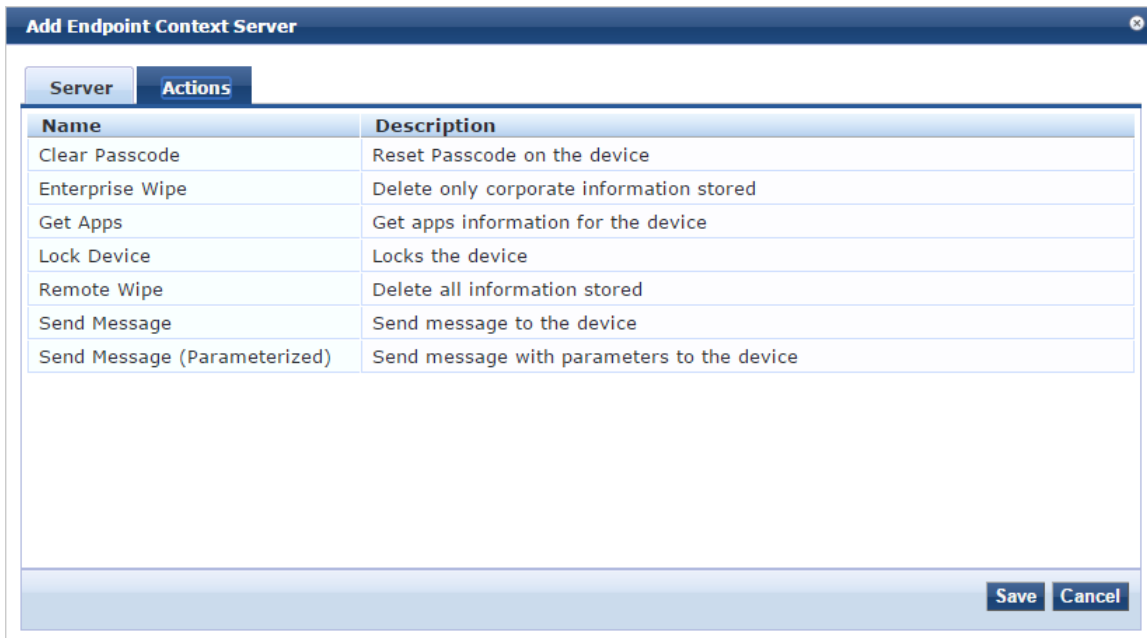 Add Endpoint Context Server
Server Actions
Name Description
Clear Passcode Reset Passcode on the device
Enterprise Wipe Delete only corporate information stored
Get Apps Get apps information for the device
Lock Device Locks the device
Remote Wipe Delete all information stored
Send Message Send message to the device
Send Message (Parameterized) Send message with parameters to the device
Save Cancel